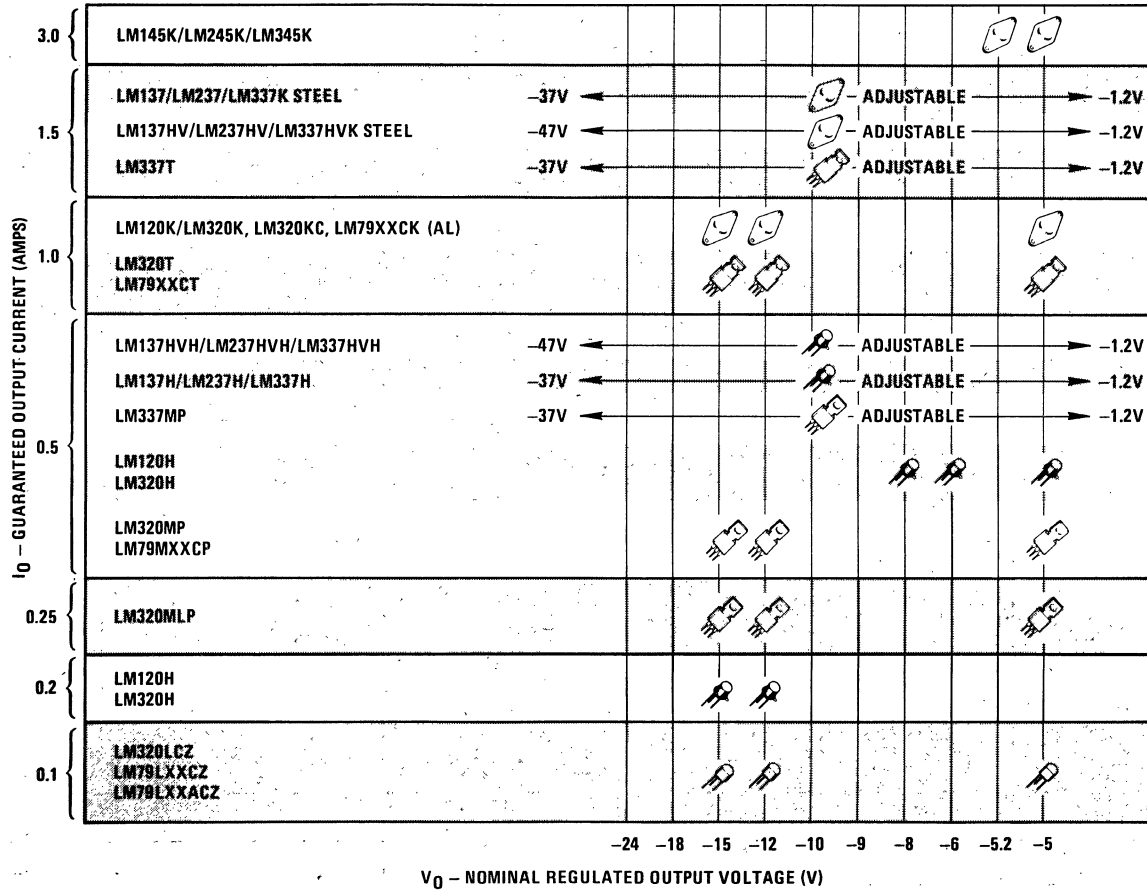 3.0
LM145K/LM245K/LM345K
LM137/LM237/LM337K STEEL
–37V
ADJUSTABLE
–1.2V
1.5
LM137HV/LM237HV/LM337HVK STEEL
–47V
ADJUSTABLE
–1.2V
LM337T
–37V
ADJUSTABLE
–1.2V
LM120K/LM320K, LM320KC, LM79XXCK (AL)
1.0
LM320T
LM79XXCT
LM137HVH/LM237HVH/LM337HVH
–47V
ADJUSTABLE
–1.2V
LM137H/LM237H/LM337H
–37V
ADJUSTABLE
–1.2V
LM337MP
–37V
ADJUSTABLE
–1.2V
0.5
LM120H
LM320H
LM320MP
LM79MXXCP
0.25
LM320MLP
0.2
LM120H
LM320H
0.1
LM320LCZ
LM79LXXCZ
LM79LXXACZ
IO – GUARANTEED OUTPUT CURRENT (AMPS)
–24 –18 –15 –12 –10 –9 –8 –6 –5.2 –5
VO – NOMINAL REGULATED OUTPUT VOLTAGE (V)